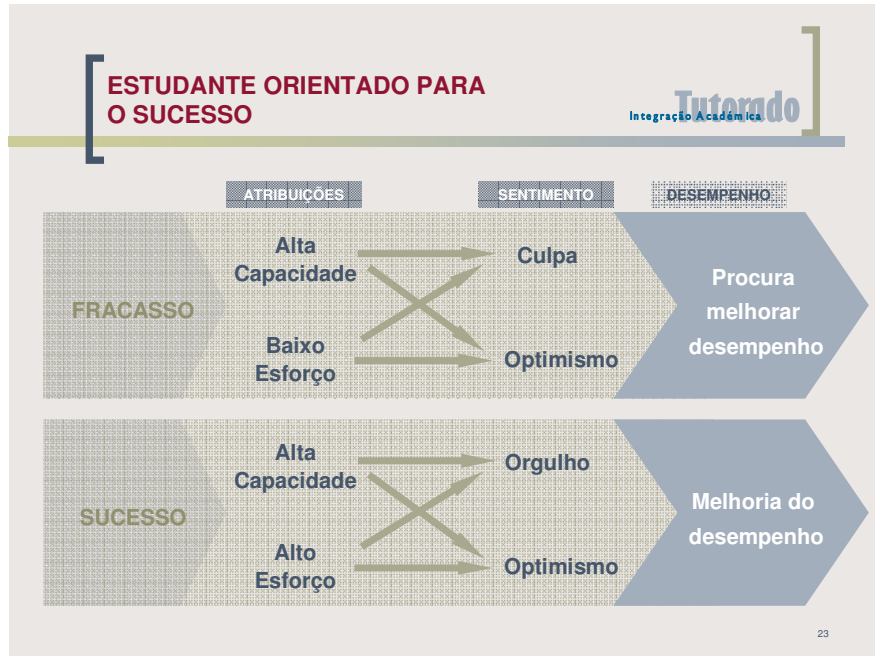 ESTUDANTE ORIENTADO PARA
O SUCESSO
Tutorado
Integração Académica
ATRIBUIÇÕES
SENTIMENTO
DESEMPENHO
FRACASSO
Alta
Capacidade
Baixo
Esforço
Culpa
Optimismo
Procura
melhorar
desempenho
SUCESSO
Alta
Capacidade
Alto
Esforço
Orgulho
Optimismo
Melhoria do
desempenho
23